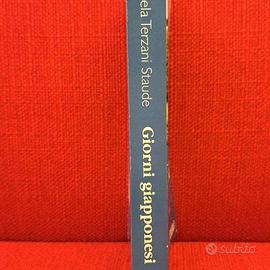 ela Terzani Staude
Giorni giapponesi
subito